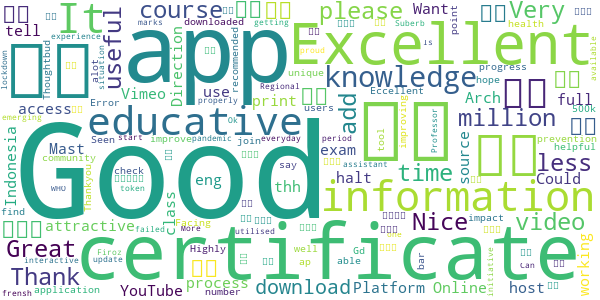 tell
It
course
please
Very
Want
marks
downloaded
getting
Suberb
experience
point
is
Direction
useful
app
Excellent
lockdown
Thoughtbud
recommended
unique
health
situation
alot
Vimeo
use
knowledge
hope
progress
Regional
Eccellent
proud
users
print
Arch
full
500k
available
access
Error
properly
educative
add
million
emerging
Seen
improve
pandemic
everyday
Ok
tool
improving
Professor
prevention
Indonesia
Mast
start
join
period
exam
source
less
helpful
community
Thankyou
WHO
check
token
Good
eng
say
assistant
halt
time
Could
find
thh
information
attractive
class
failed
Facing
More
utilised
Nice
video
impact
Great
interactive
Firoz
update
Highly
well
Gd
able
ap
certificate
She
can
initiative
working
Thank
process
bar
application
YouTube
number
download
Platform
Online
host
frensh